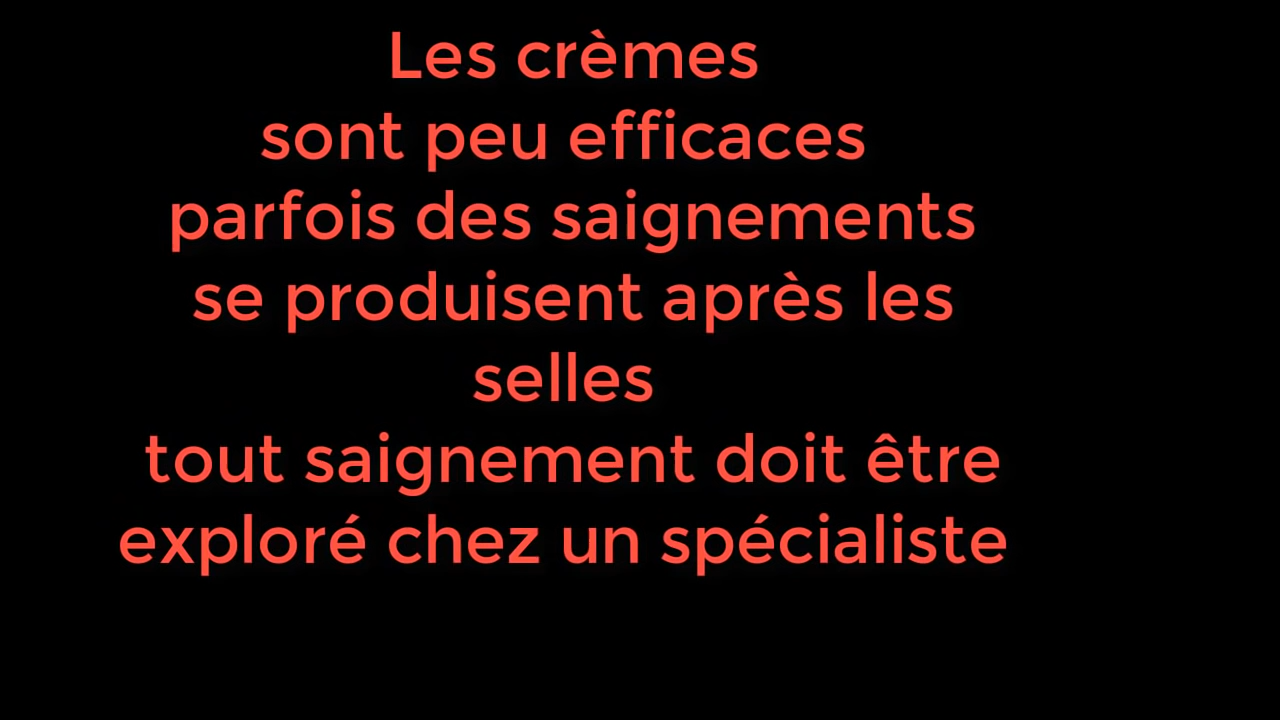 Les crèmes
sont peu efficaces
parfois des saignements
se produisent après les
selles
tout saignement doit être
exploré chez un spécialiste